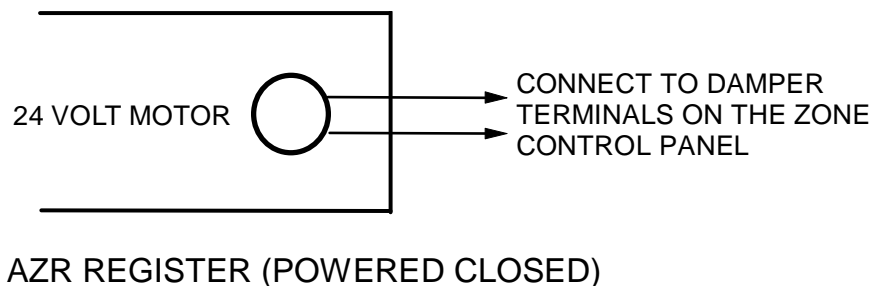 24 VOLT MOTOR
CONNECT TO DAMPER
TERMINALS ON THE ZONE
CONTROL PANEL
AZR REGISTER (POWERED CLOSED)